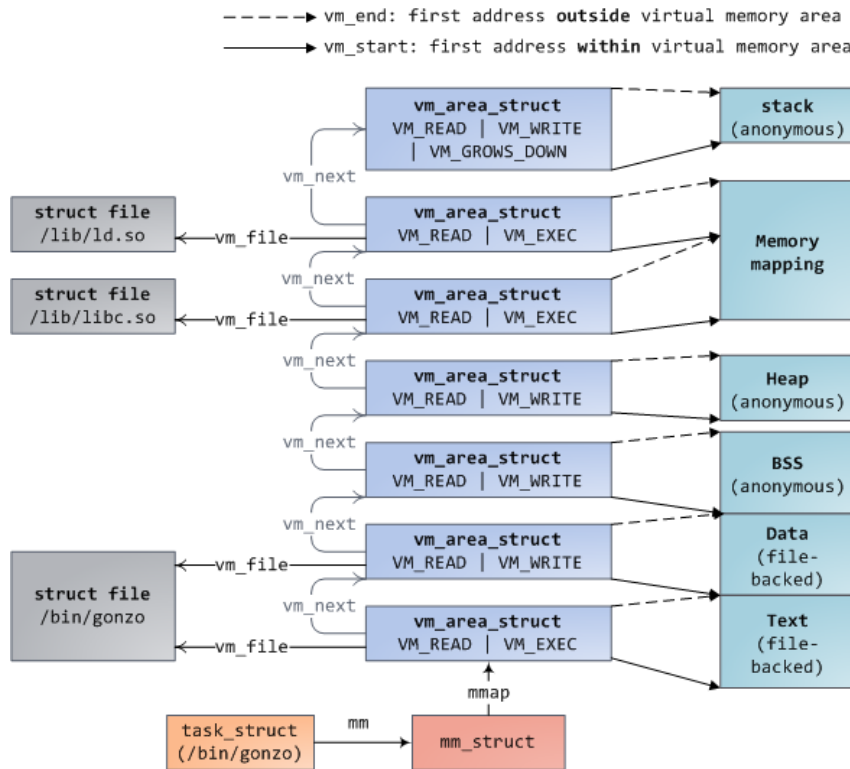 vm_end: first address outside virtual memory area
vm_start: first address within virtual memory area
vm_area_struct
VM_READ | VM_WRITE
| VM_GROWS_DOWN
stack
(anonymous)
vm_next
struct file
/lib/ld.so
vm_file
vm_area_struct
VM_READ | VM_EXEC
Memory
mapping
vm_next
struct file
/lib/libc.so
vm_file
vm_area_struct
VM_READ | VM_EXEC
vm_next
vm_area_struct
VM_READ | VM_WRITE
Heap
(anonymous)
vm_next
vm_area_struct
VM_READ | VM_WRITE
BSS
(anonymous)
vm_next
vm_area_struct
VM_READ | VM_WRITE
Data
(file-
backed)
vm_file
struct file
/bin/gonzo
vm_next
vm_file
vm_area_struct
VM_READ | VM_EXEC
Text
(file-
backed)
mmap
task_struct
(/bin/gonzo)
mm
mm_struct